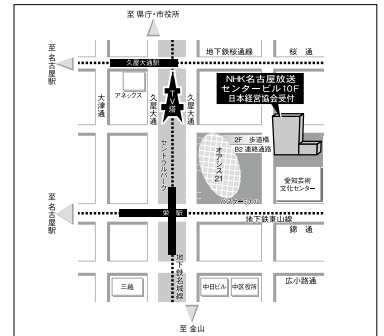 至 県庁・市役所
至 名古屋駅
久屋大通駅
地下鉄桜通線
桜 通
大津通
アネックス
久屋大通
TV塔
久屋大通
NHK名古屋放送
センタービル10F
日本経営協会受付
セントラルパーク
オアシス21
2F 歩道橋
B2 連絡通路
バスターミナル
愛知芸術
文化センター
至 名古屋駅
栄 駅
地下鉄東山線
錦 通
地下鉄名城線
三越
中日ビル
中区役所
広小路通
至 金山